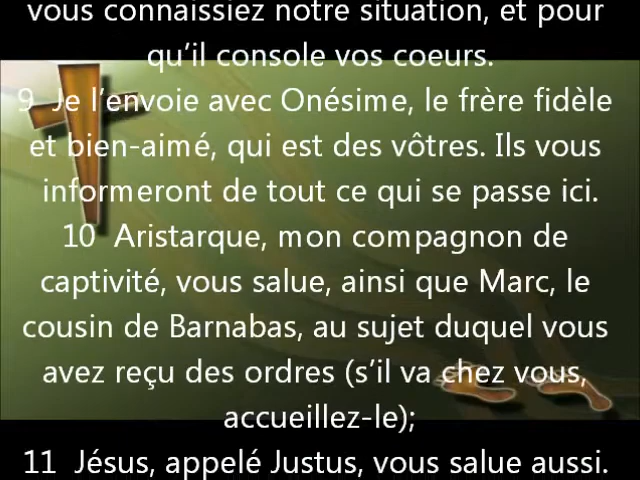 vous connaissiez notre situation, et pour
qu’il console vos coeurs.
9 Je l’envoie avec Onésime, le frère fidèle
et bien-aimé, qui est des vôtres. Ils vous
informeront de tout ce qui se passe ici.
10 Aristarque, mon compagnon de
captivité, vous salue, ainsi que Marc, le
cousin de Barnabas, au sujet duquel vous
avez reçu des ordres (s’il va chez vous,
accueillez-le);
11 Jésus, appelé Justus, vous salue aussi.